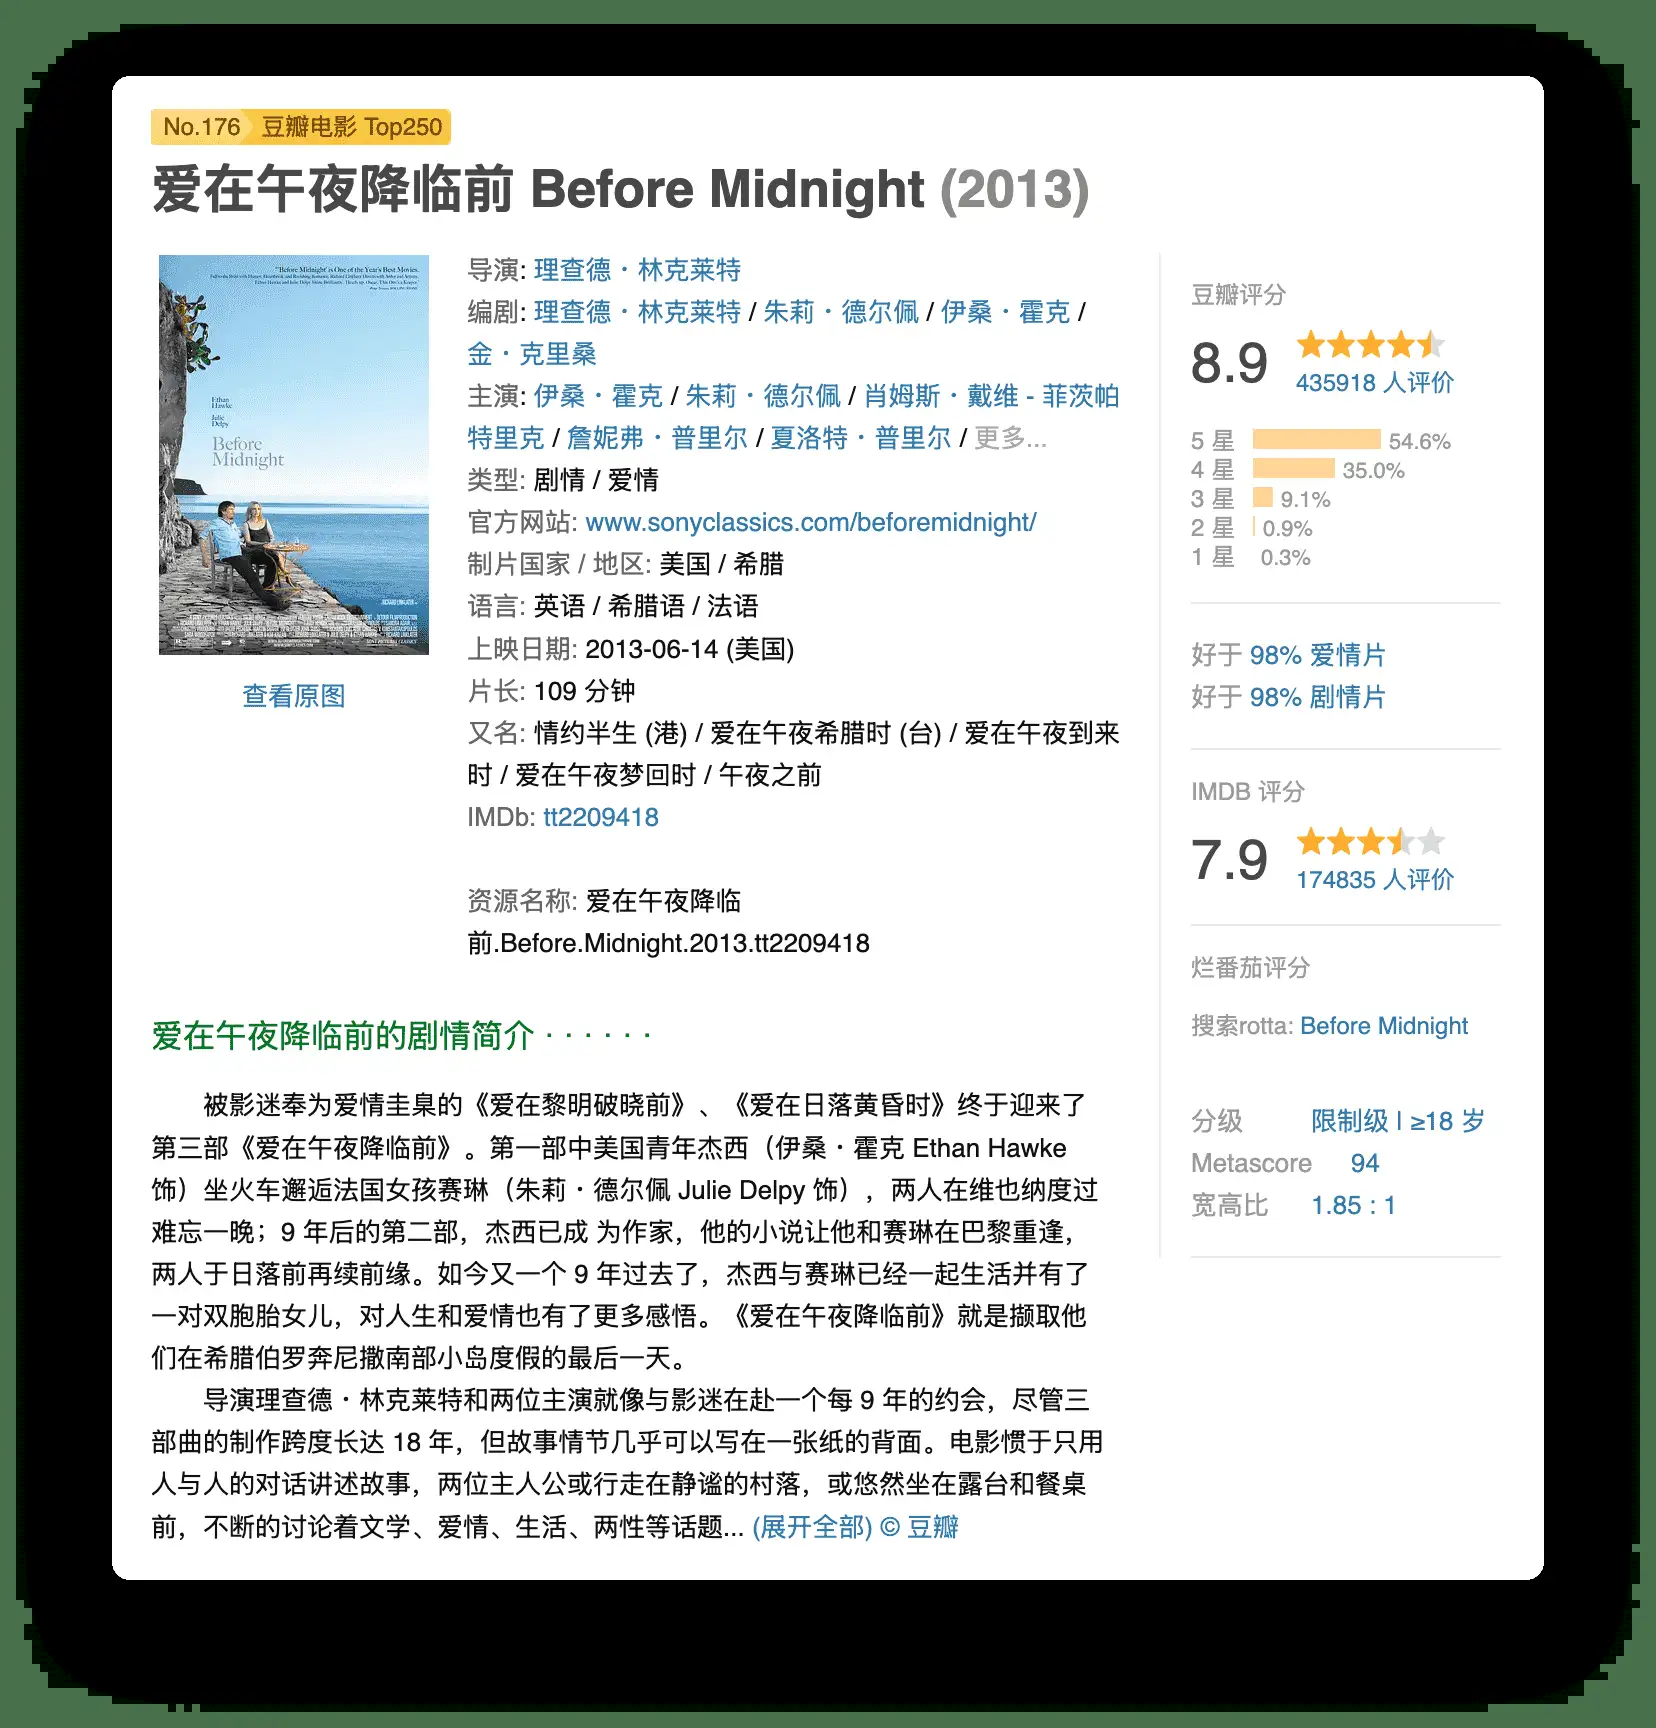 No.176 豆瓣电影 Top250
爱在午夜降临前 Before Midnight (2013)
Ethan
Hawke
Julie
Delpy
Before
Midnight
查看原图
导演: 理查德·林克莱特
编剧: 理查德·林克莱特 / 朱莉·德尔佩 / 伊桑·霍克 /
金·克里桑
主演: 伊桑·霍克 / 朱莉·德尔佩 / 肖姆斯·戴维 - 菲茨帕
特里克 / 詹妮弗·普里尔 / 夏洛特·普里尔 / 更多...
类型: 剧情 / 爱情
官方网站: www.sonyclassics.com/beforemidnight/
制片国家 / 地区: 美国 / 希腊
语言: 英语 / 希腊语 / 法语
上映日期: 2013-06-14 (美国)
片长: 109 分钟
又名: 情约半生 (港) / 爱在午夜希腊时 (台) / 爱在午夜到来
时 / 爱在午夜梦回时 / 午夜之前
IMDb: tt2209418
资源名称: 爱在午夜降临
前.Before.Midnight.2013.tt2209418
豆瓣评分
8.9
435918 人评价
5 星 54.6%
4 星 35.0%
3 星 9.1%
2 星 0.9%
1 星 0.3%
好于 98% 爱情片
好于 98% 剧情片
IMDB 评分
7.9
174835 人评价
烂番茄评分
搜索rotta: Before Midnight
分级 限制级 | ≥18 岁
Metascore 94
宽高比 1.85 : 1
爱在午夜降临前的剧情简介 · · · · · ·
被影迷奉为爱情圭臬的《爱在黎明破晓前》、《爱在日落黄昏时》终于迎来了
第三部《爱在午夜降临前》。第一部中美国青年杰西（伊桑·霍克 Ethan Hawke
饰）坐火车邂逅法国女孩赛琳（朱莉·德尔佩 Julie Delpy 饰），两人在维也纳度过
难忘一晚；9 年后的第二部，杰西已成 为作家，他的小说让他和赛琳在巴黎重逢，
两人于日落前再续前缘。如今又一个 9 年过去了，杰西与赛琳已经一起生活并有了
一对双胞胎女儿，对人生和爱情也有了更多感悟。《爱在午夜降临前》就是撷取他
们在希腊伯罗奔尼撒南部小岛度假的最后一天。
导演理查德·林克莱特和两位主演就像与影迷在赴一个每 9 年的约会，尽管三
部曲的制作跨度长达 18 年，但故事情节几乎可以写在一张纸的背面。电影惯于只用
人与人的对话讲述故事，两位主人公或行走在静谧的村落，或悠然坐在露台和餐桌
前，不断的讨论着文学、爱情、生活、两性等话题... (展开全部) © 豆瓣